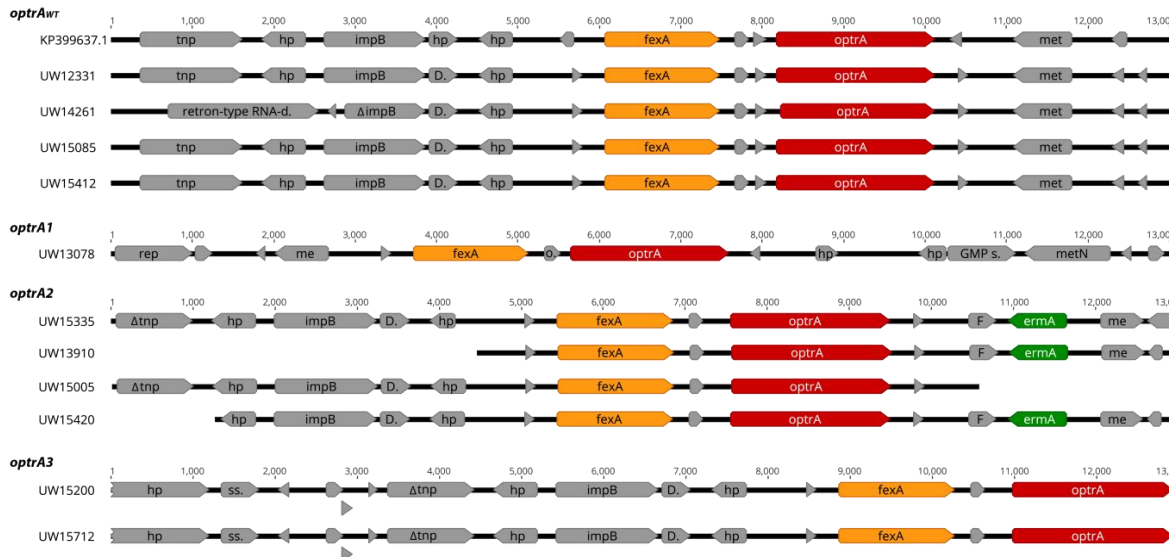 optrAWT
1 1,000 2,000 3,000 4,000 5,000 6,000 7,000 8,000 9,000 10,000 11,000 12,000 13,000
KP399637.1 tnp hp impB hp hp fexA optrA met
UW12331 tnp hp impB D. hp fexA optrA met
UW14261 retron-type RNA-d. ΔimpB D. hp fexA optrA met
UW15085 tnp hp impB D. hp fexA optrA met
UW15412 tnp hp impB D. hp fexA optrA met
optrA1
1 1,000 2,000 3,000 4,000 5,000 6,000 7,000 8,000 9,000 10,000 11,000 12,000 13,000
UW13078 rep me fexA o. optrA hp hp GMP s. metN
optrA2
1 1,000 2,000 3,000 4,000 5,000 6,000 7,000 8,000 9,000 10,000 11,000 12,000
UW15335 Δtnp hp impB D. hp fexA optrA F ermA me
UW13910 fexA optrA F ermA me
UW15005 Δtnp hp impB D. hp fexA optrA
UW15420 hp impB D. hp fexA optrA F ermA me
optrA3
1 1,000 2,000 3,000 4,000 5,000 6,000 7,000 8,000 9,000 10,000 11,000 12,000
UW15200 hp ss. Δtnp hp impB D. hp fexA optrA
UW15712 hp ss. Δtnp hp impB D. hp fexA optrA